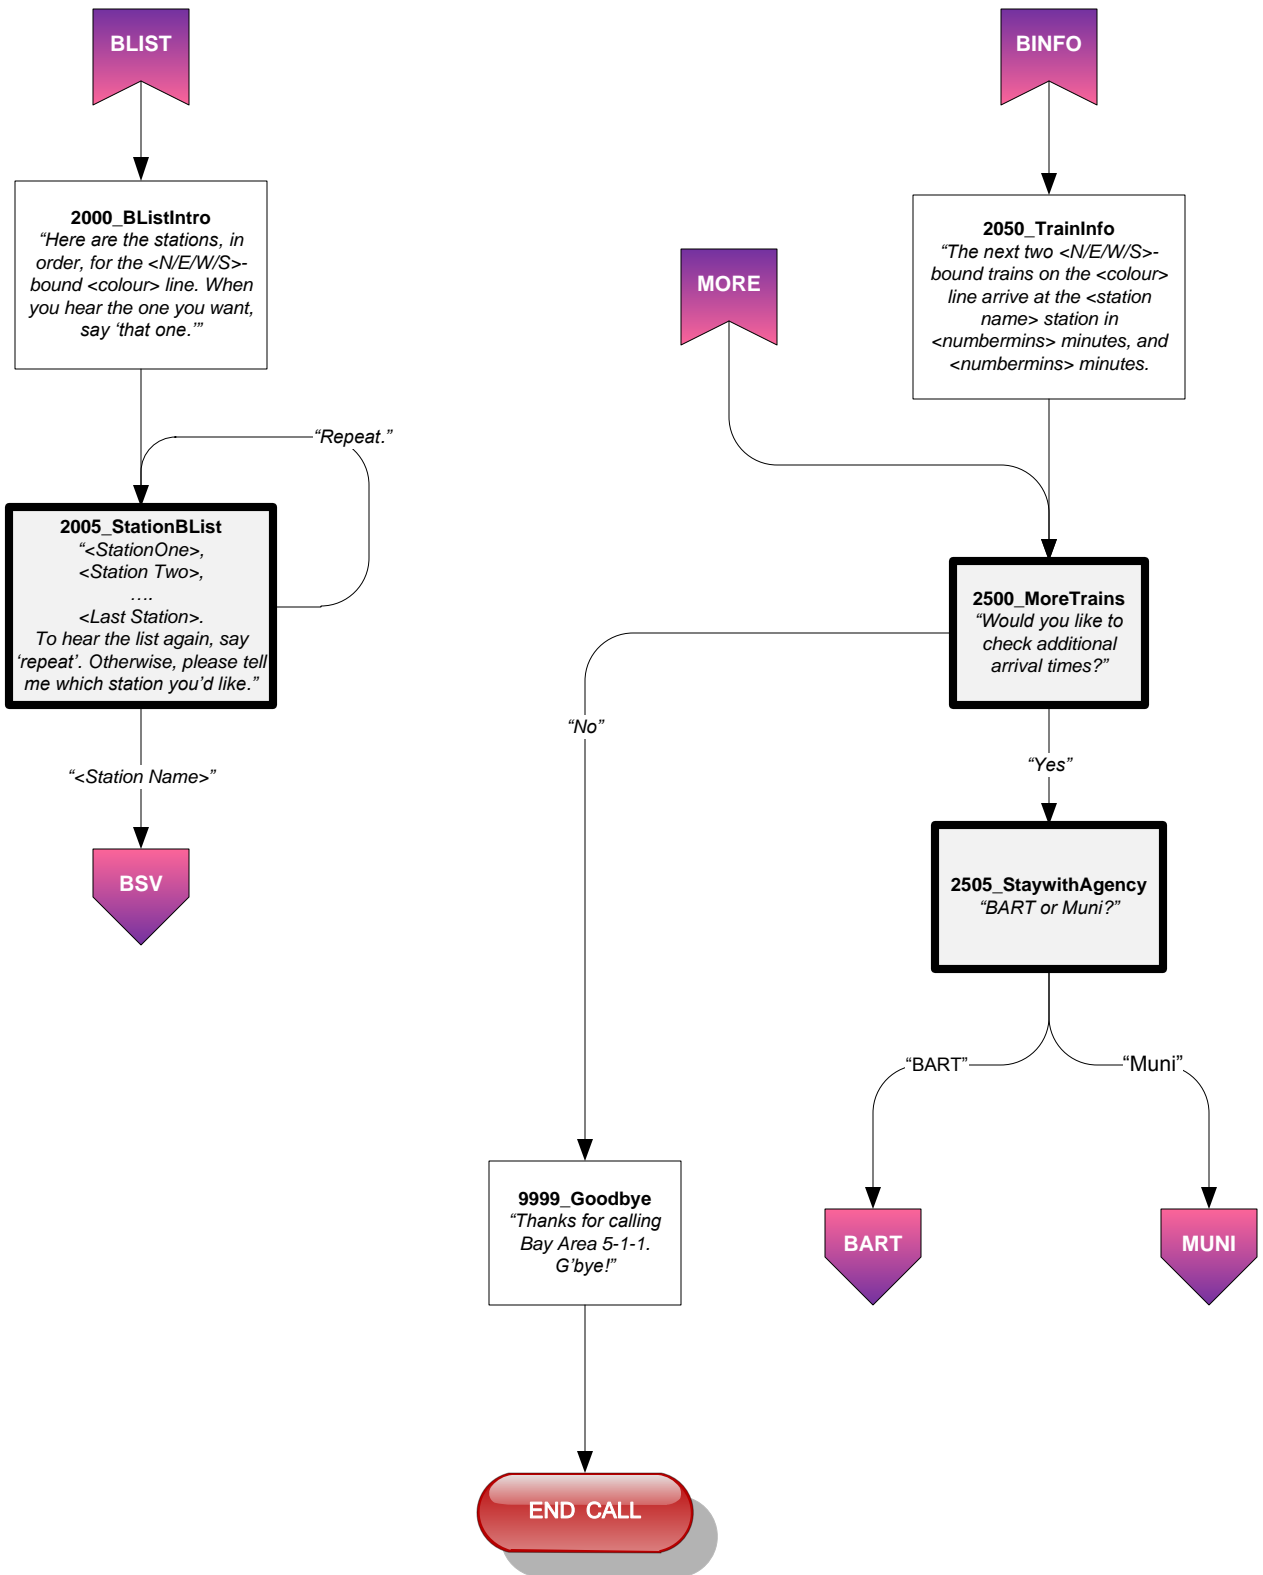 BLIST
2000_BListIntro
“Here are the stations, in
order, for the <N/E/W/S>-
bound <colour> line. When
you hear the one you want,
say ‘that one.’”
“Repeat.”
2005_StationBList
“<StationOne>,
<Station Two>,
….
<Last Station>.
To hear the list again, say
‘repeat’. Otherwise, please tell
me which station you’d like.”
“<Station Name>”
BSV
BINFO
2050_TrainInfo
“The next two <N/E/W/S>-
bound trains on the <colour>
line arrive at the <station
name> station in
<numbermins> minutes, and
<numbermins> minutes.
MORE
2500_MoreTrains
“Would you like to
check additional
arrival times?”
“No”
“Yes”
2505_StaywithAgency
“BART or Muni?”
“BART”
“Muni”
BART
MUNI
9999_Goodbye
“Thanks for calling
Bay Area 5-1-1.
G’bye!”
END CALL